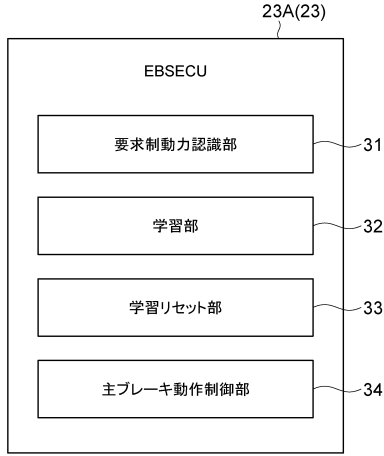 23A(23)
EBSECU
要求制動力認識部
31
学習部
32
学習リセット部
33
主ブレーキ動作制御部
34